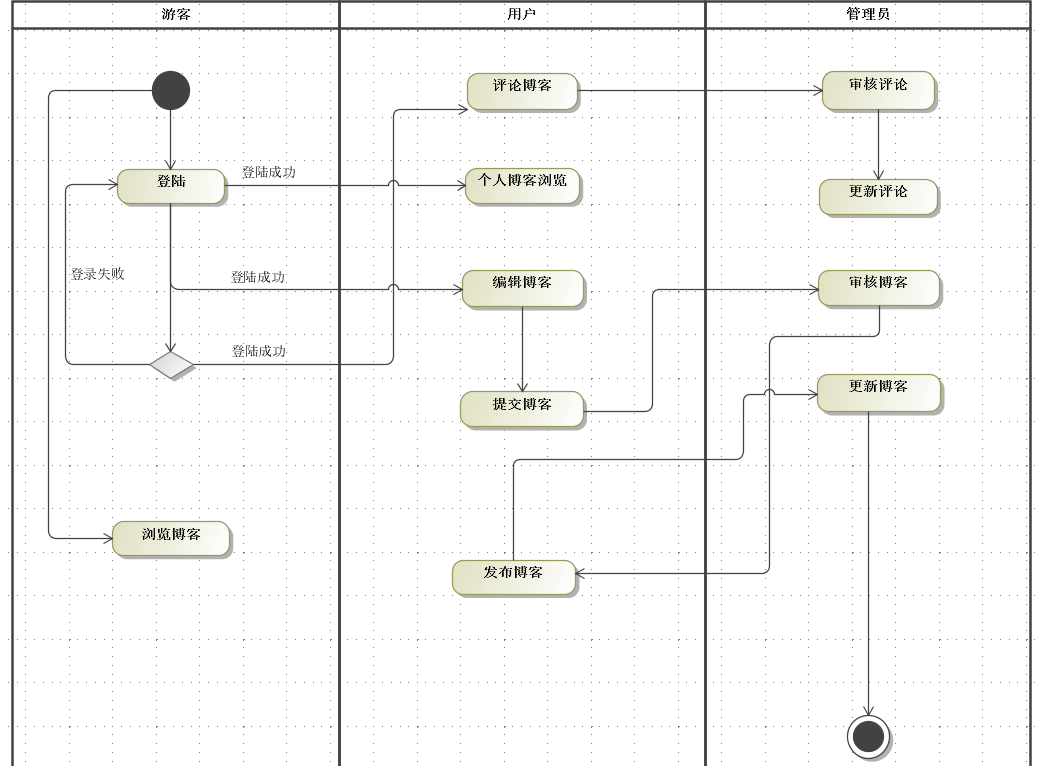 游客
用户
管理员
评论博客
审核评论
登陆
登陆成功
个人博客浏览
更新评论
登录失败
登陆成功
编辑博客
审核博客
登陆成功
提交博客
更新博客
浏览博客
发布博客